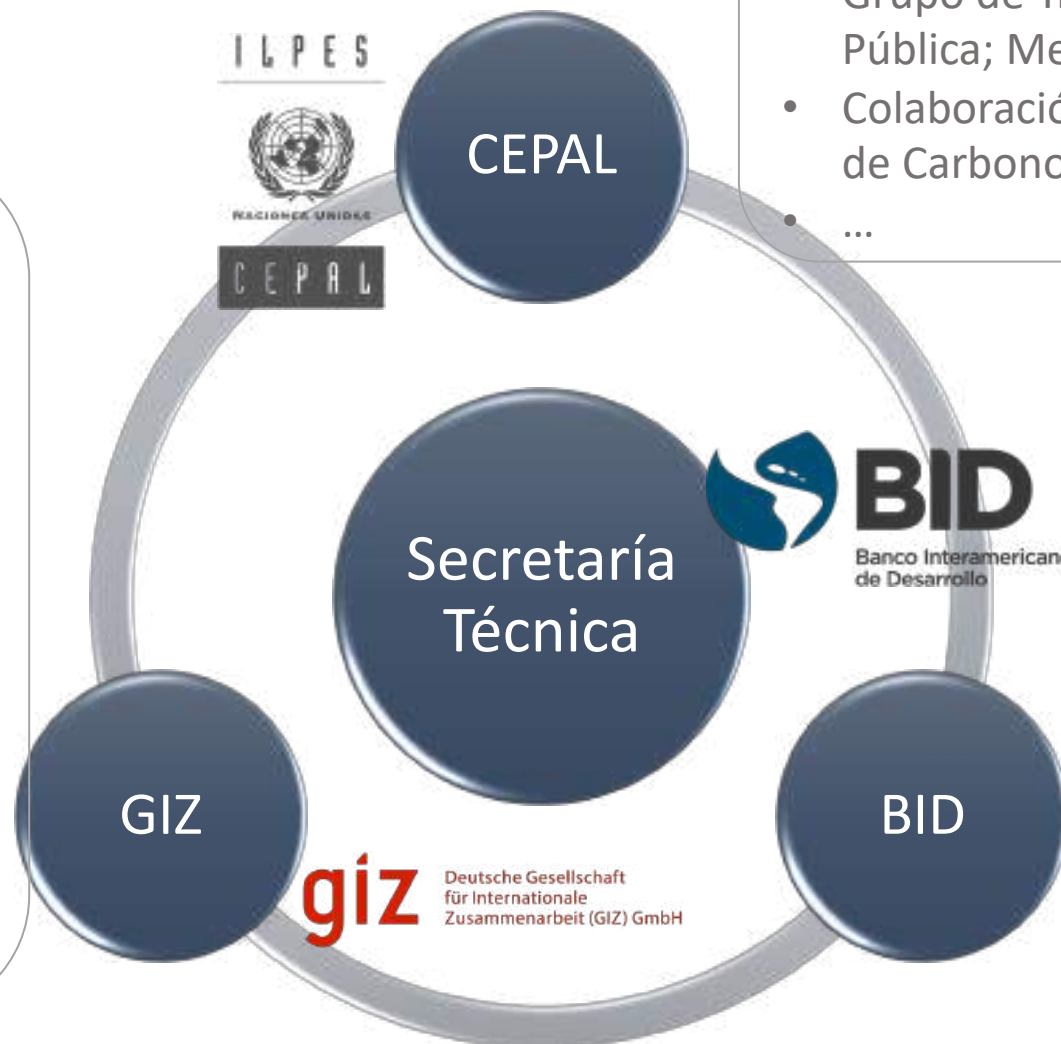 Pública; Me
• Colaboració
de Carbono
• ...
ILPES
NACIONES UNIDAS
CEPAL
CEPAL
Secretaría
Técnica
BID
Banco Interamerican
de Desarrollo
GIZ
BID
giz
Deutsche Gesellschaft
für Internationale
Zusammenarbeit (GIZ) GmbH